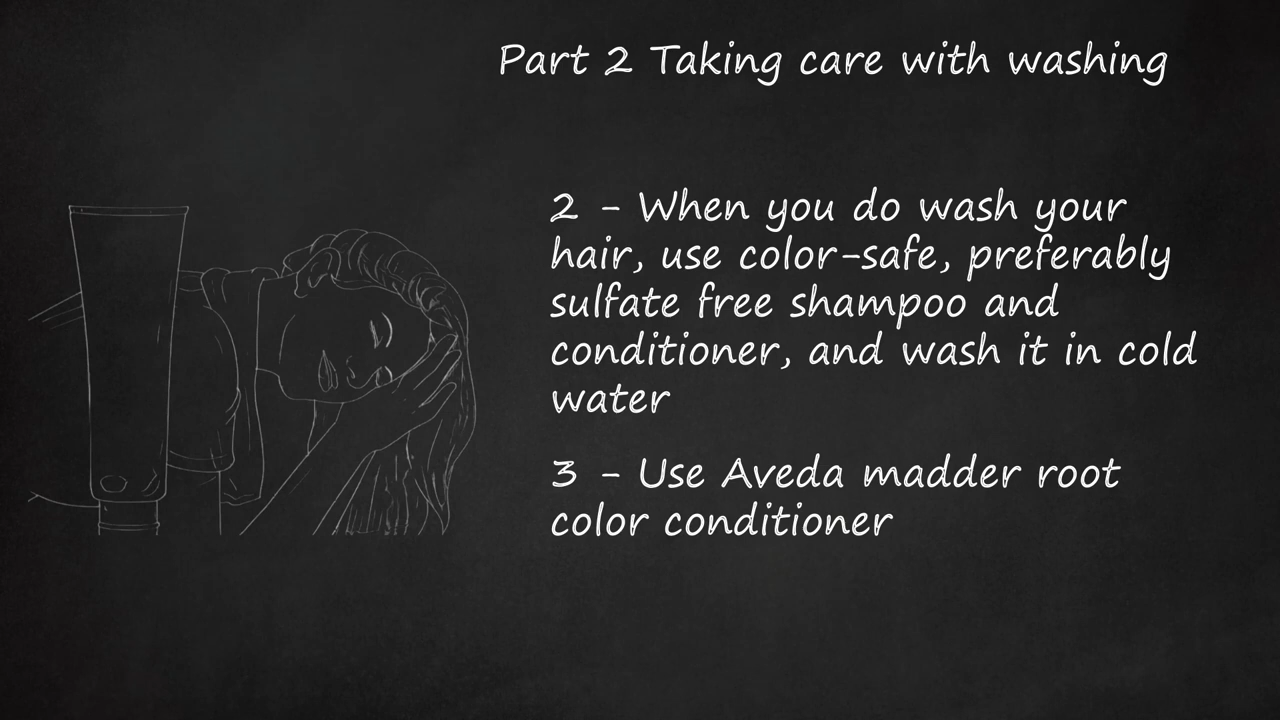 Part 2 Taking care with washing
2 - When you do wash your
hair, use color-safe, preferably
sulfate free shampoo and
conditioner, and wash it in cold
water
3 - Use Aveda madder root
color conditioner